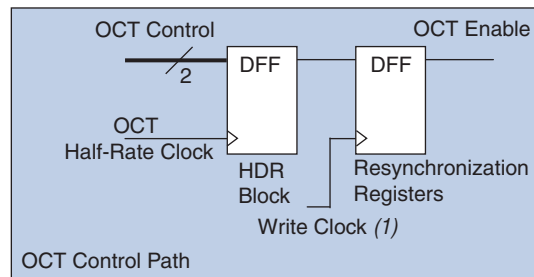 OCT Control
OCT Enable
DFF
DFF
2
OCT
Half-Rate Clock
HDR
Block
Resynchronization
Registers
Write Clock (1)
OCT Control Path